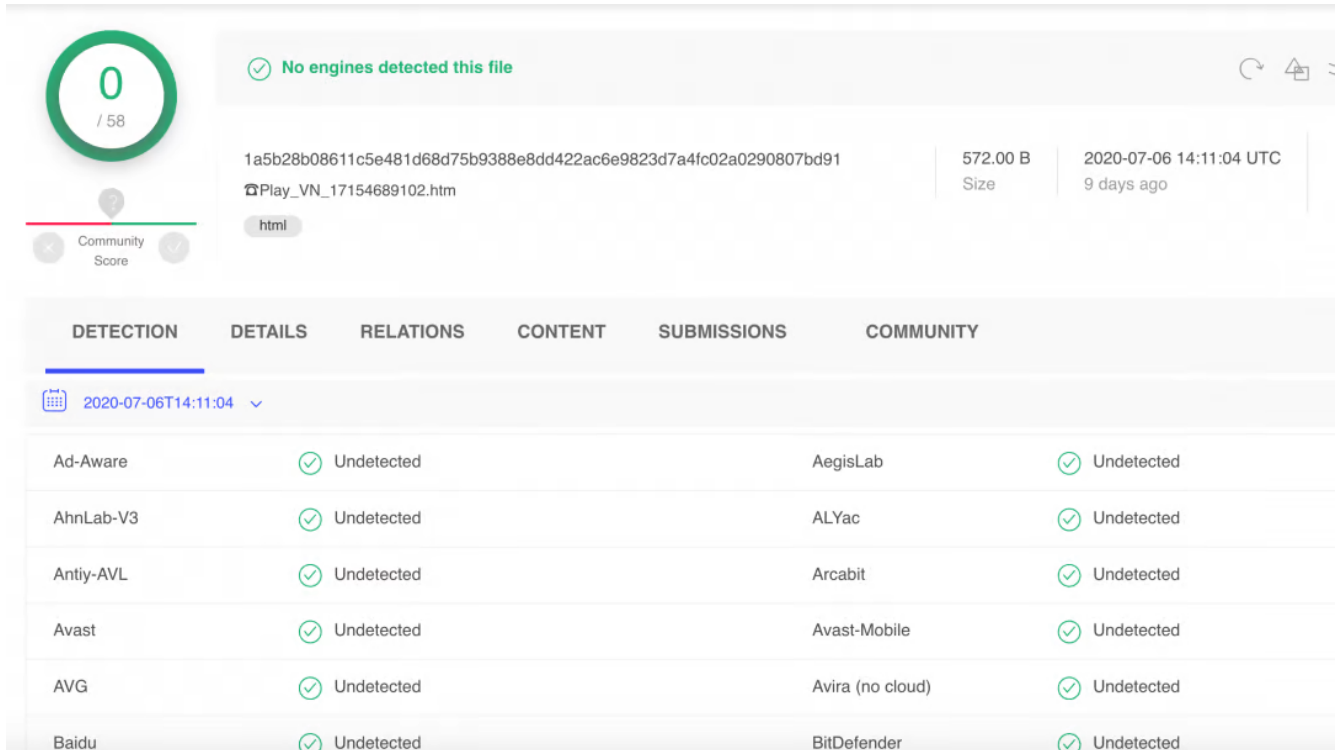 0
/ 58
No engines detected this file
1a5b28b08611c5e481d68d75b9388e8dd422ac6e9823d7a4fc02a0290807bd91
☎Play_VN_17154689102.htm
html
572.00 B
Size
2020-07-06 14:11:04 UTC
9 days ago
?
Community
Score
DETECTION DETAILS RELATIONS CONTENT SUBMISSIONS COMMUNITY
2020-07-06T14:11:04
Ad-Aware Undetected AegisLab Undetected
AhnLab-V3 Undetected ALYac Undetected
Antiy-AVL Undetected Arcabit Undetected
Avast Undetected Avast-Mobile Undetected
AVG Undetected Avira (no cloud) Undetected
Baidu Undetected BitDefender Undetected